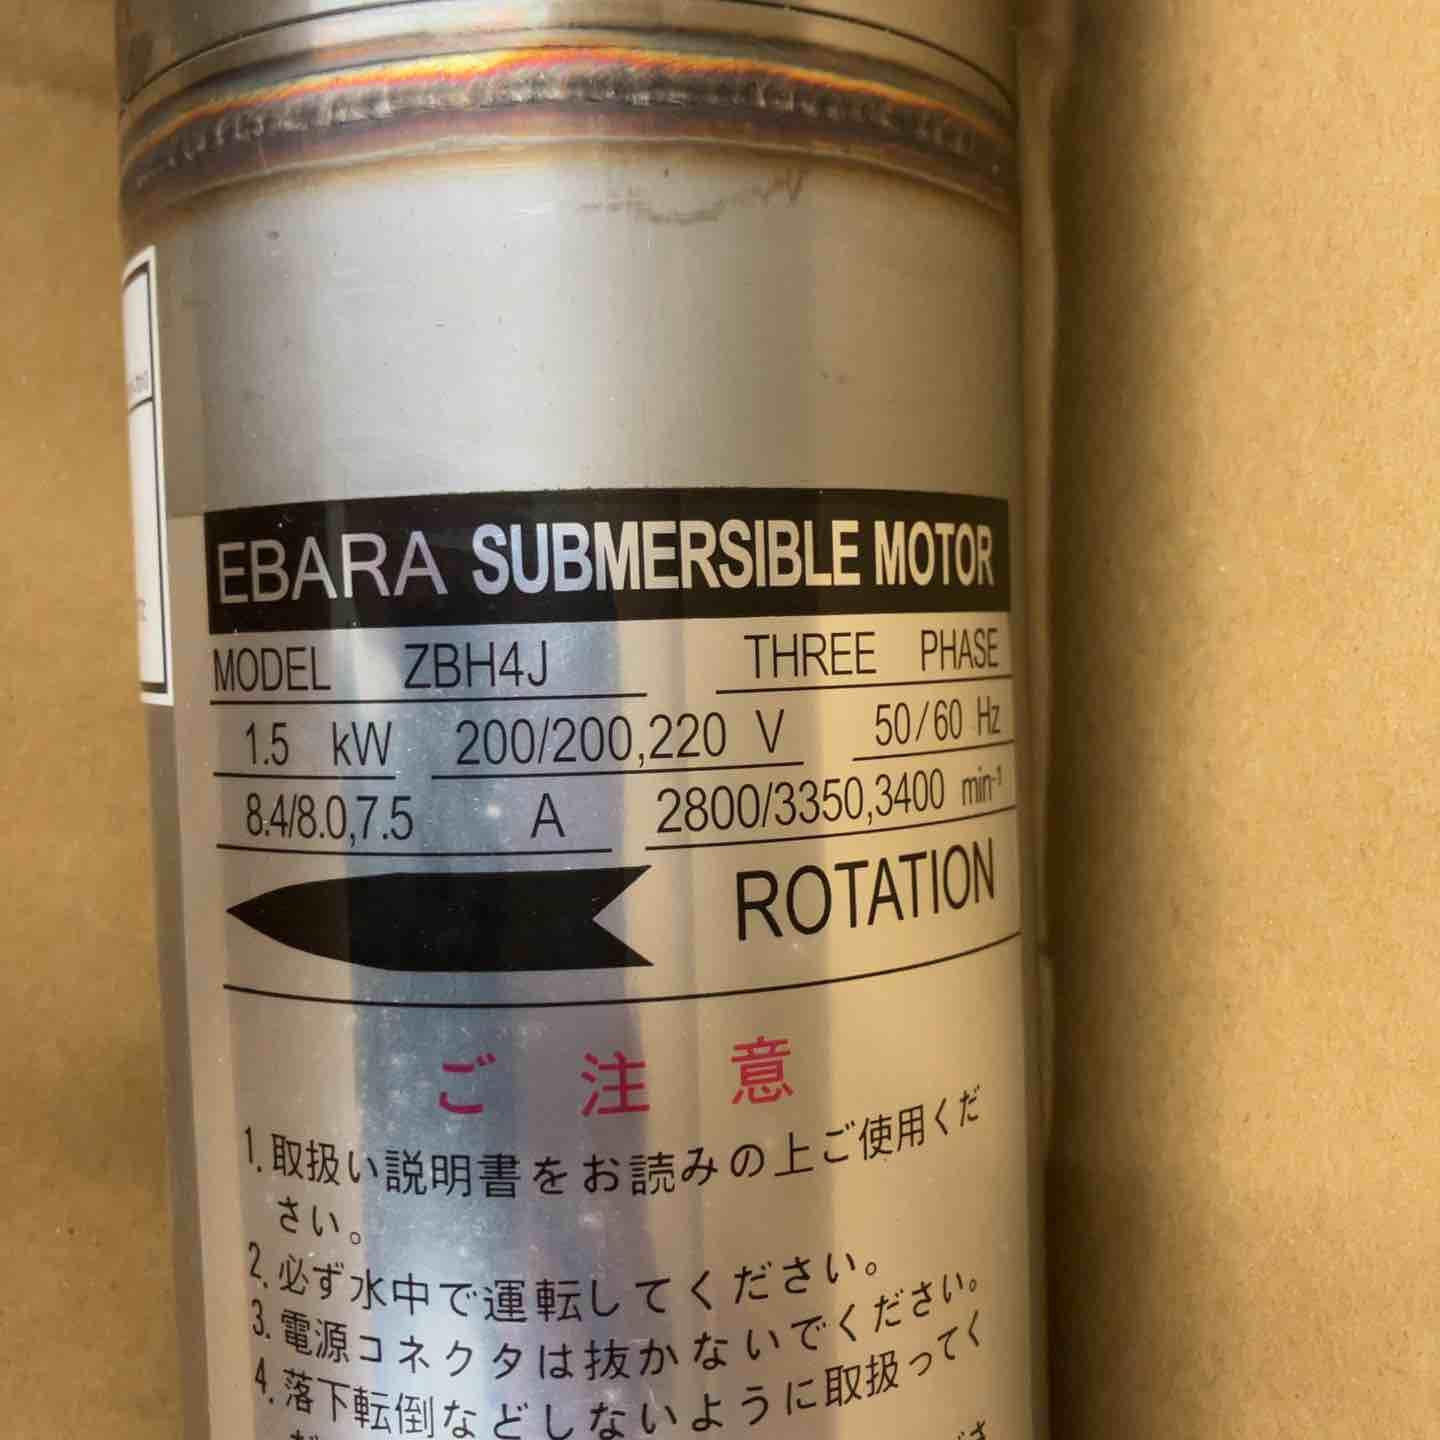 EBARA SUBMERSIBLE MOTOR
MODEL ZBH4J THREE PHASE
1.5 kW 200/200,220 V 50/60 Hz
8.4/8.0,7.5 A 2800/3350,3400 min-1
ROTATION
ご注意
1. 取扱い説明書をお読みの上ご使用くだ
さい。
2. 必ず水中で運転してください。
3. 電源コネクタは抜かないでください。
4. 落下転倒などしないように取扱ってく